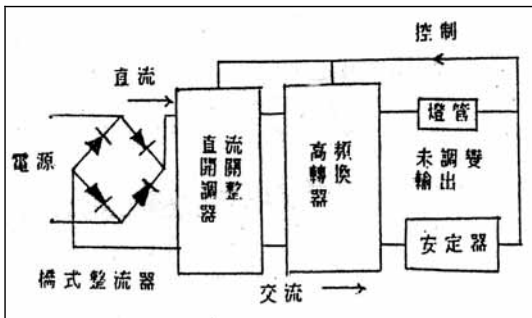 控制
直流
燈管
電源
直流
開關
調整
器
高頻
轉換
器
未調變
輸出
安定器
橋式整流器
交流